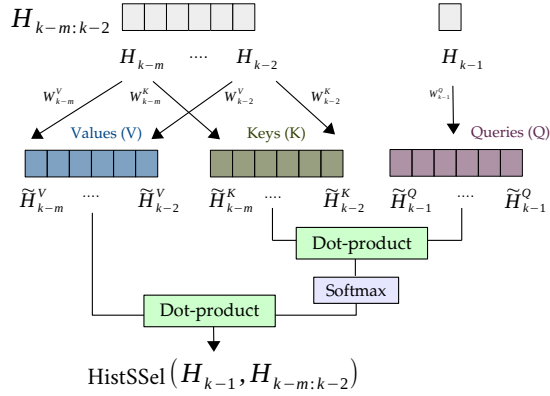 H_{k−m:k−2}
H_{k−m} .... H_{k−2} H_{k−1}
W^V_{k−m} W^K_{k−m} W^V_{k−2} W^K_{k−2} W^Q_{k−1}
Values (V) Keys (K) Queries (Q)
H̃^V_{k−m} .... H̃^V_{k−2} H̃^K_{k−m} .... H̃^K_{k−2} H̃^Q_{k−1} .... H̃^Q_{k−1}
Dot-product
Softmax
Dot-product
HistSSel(H_{k−1}, H_{k−m:k−2})